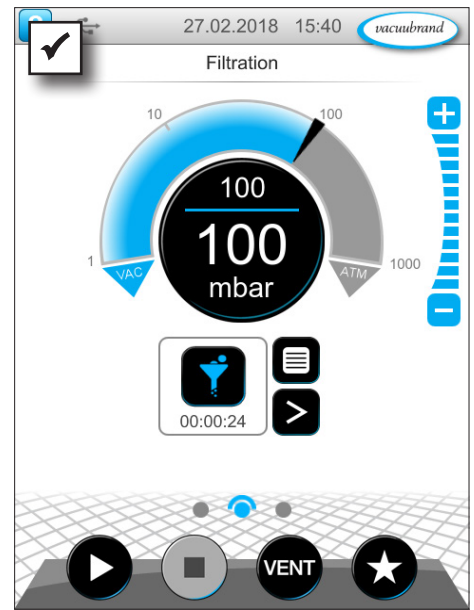 27.02.2018 15:40 vacuubrand
Filtration
10 100
100
100
mbar
1 VAC ATM 1000
00:00:24
VENT